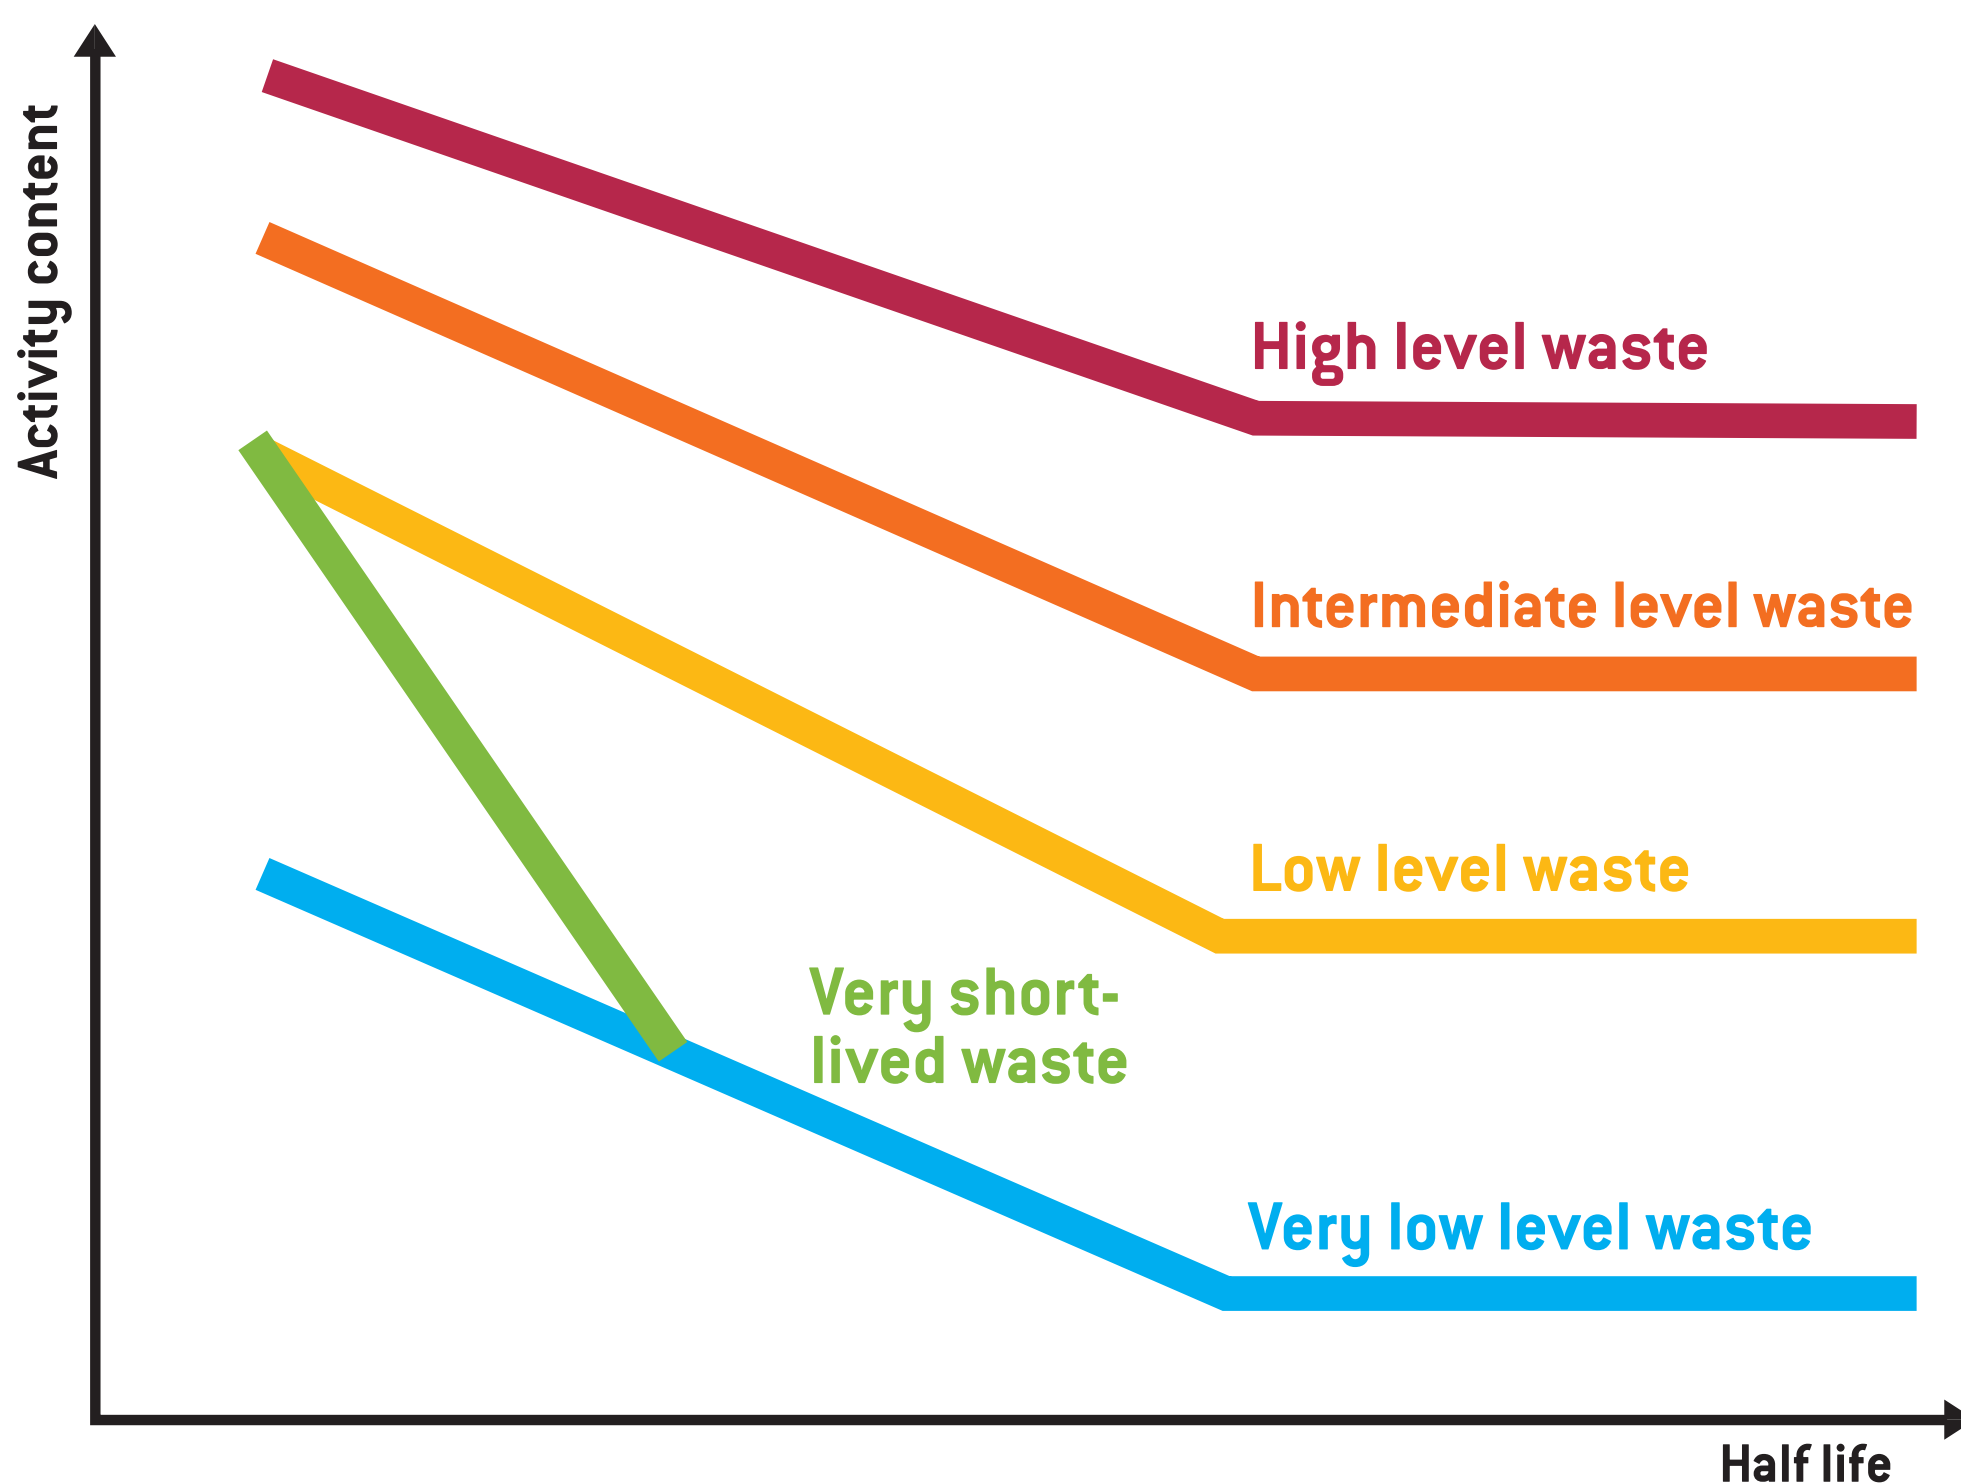 Activity content
High level waste
Intermediate level waste
Low level waste
Very short-
lived waste
Very low level waste
Half life